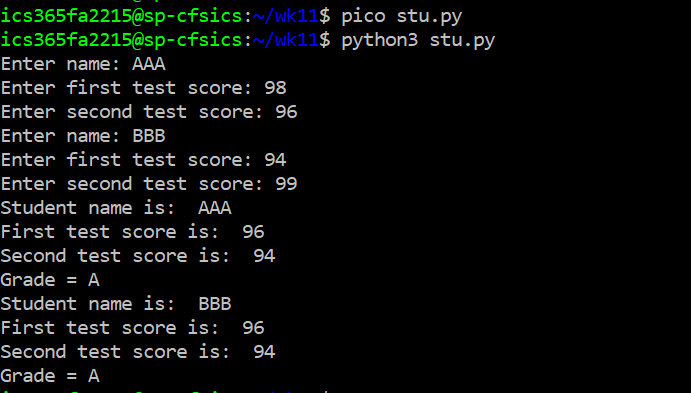 ics365fa2215@sp-cfsics:~/wk11$ pico stu.py
ics365fa2215@sp-cfsics:~/wk11$ python3 stu.py
Enter name: AAA
Enter first test score: 98
Enter second test score: 96
Enter name: BBB
Enter first test score: 94
Enter second test score: 99
Student name is:  AAA
First test score is:  96
Second test score is:  94
Grade = A
Student name is:  BBB
First test score is:  96
Second test score is:  94
Grade = A